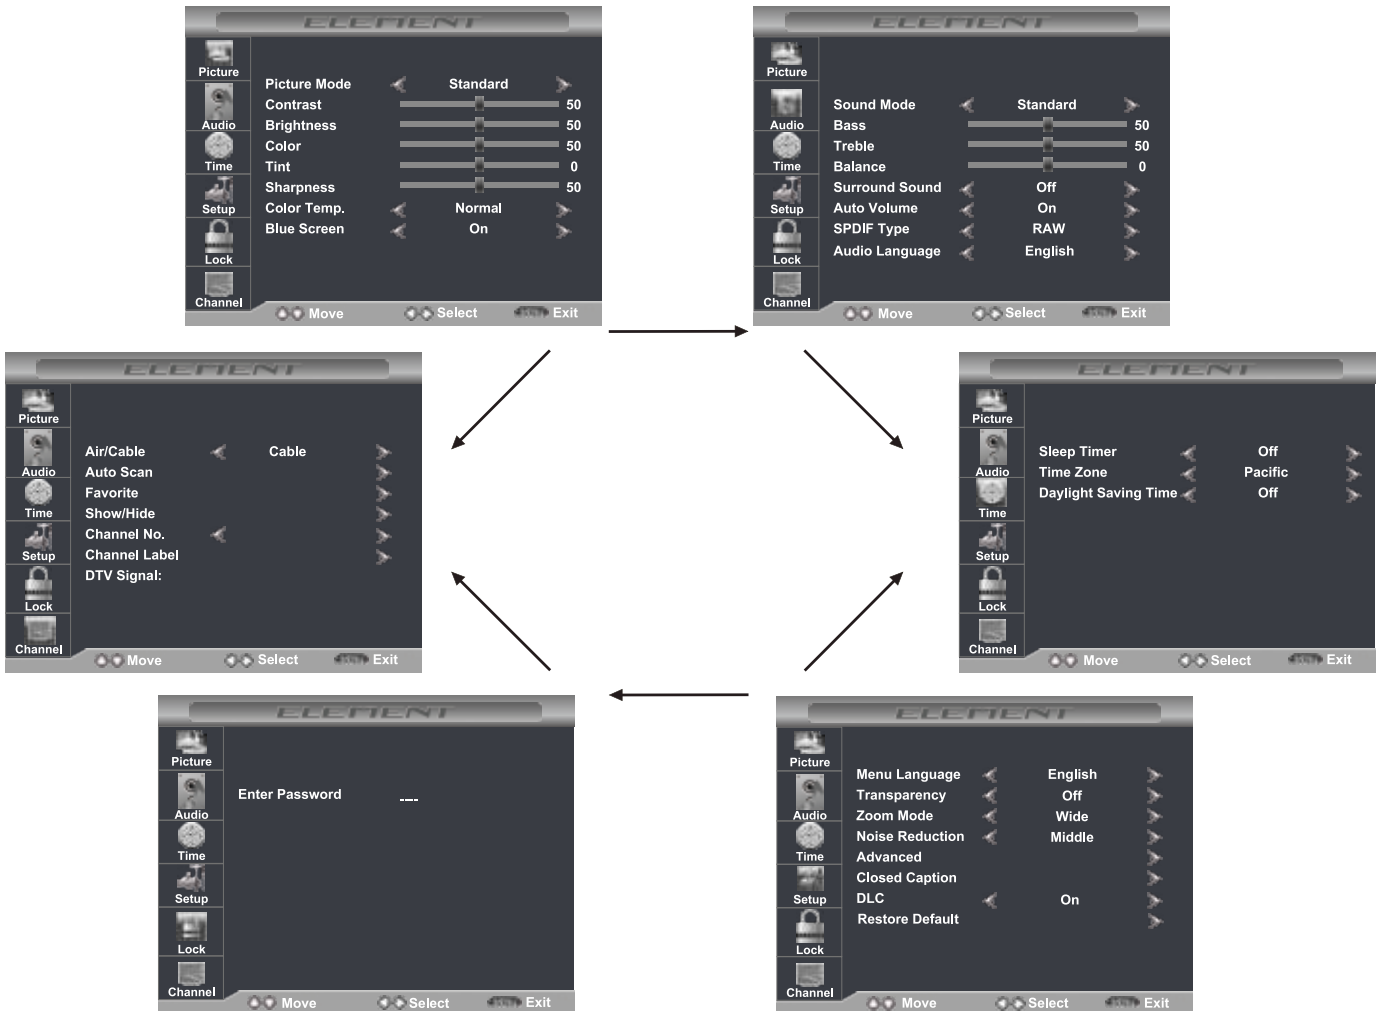 ELEMENT
Picture
Audio
Time
Setup
Lock
Channel
Picture Mode Standard
Contrast 50
Brightness 50
Color 50
Tint 0
Sharpness 50
Color Temp. Normal
Blue Screen On
Move Select Exit
ELEMENT
Picture
Audio
Time
Setup
Lock
Channel
Sound Mode Standard
Bass 50
Treble 50
Balance 0
Surround Sound Off
Auto Volume On
SPDIF Type RAW
Audio Language English
Move Select Exit
ELEMENT
Picture
Audio
Time
Setup
Lock
Channel
Air/Cable Cable
Auto Scan
Favorite
Show/Hide
Channel No.
Channel Label
DTV Signal:
Move Select Exit
ELEMENT
Picture
Audio
Time
Setup
Lock
Channel
Sleep Timer Off
Time Zone Pacific
Daylight Saving Time Off
Move Select Exit
ELEMENT
Picture
Audio
Time
Setup
Lock
Channel
Enter Password
Move Select Exit
ELEMENT
Picture
Audio
Time
Setup
Lock
Channel
Menu Language English
Transparency Off
Zoom Mode Wide
Noise Reduction Middle
Advanced
Closed Caption
DLC On
Restore Default
Move Select Exit